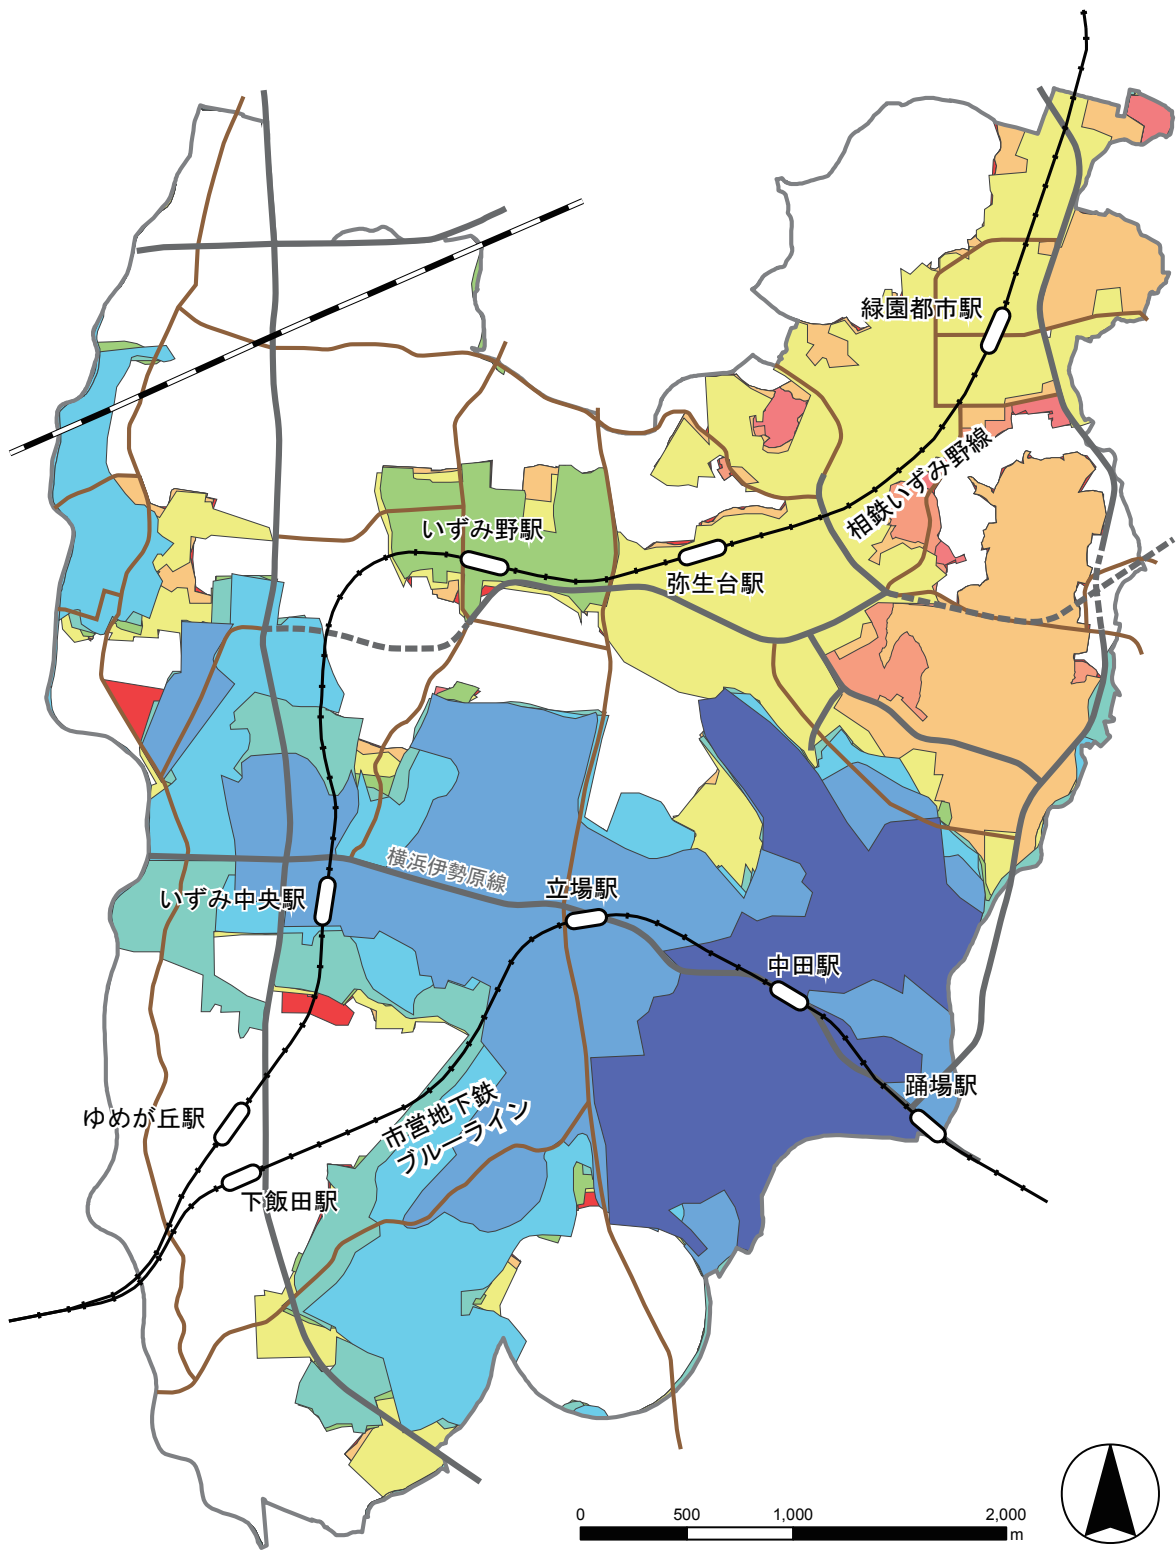 緑園都市駅
相鉄いずみ野線
いずみ野駅
弥生台駅
横浜伊勢原線
立場駅
いずみ中央駅
中田駅
踊場駅
市営地下鉄
ブルーライン
ゆめが丘駅
下飯田駅
0 500 1,000 2,000
m